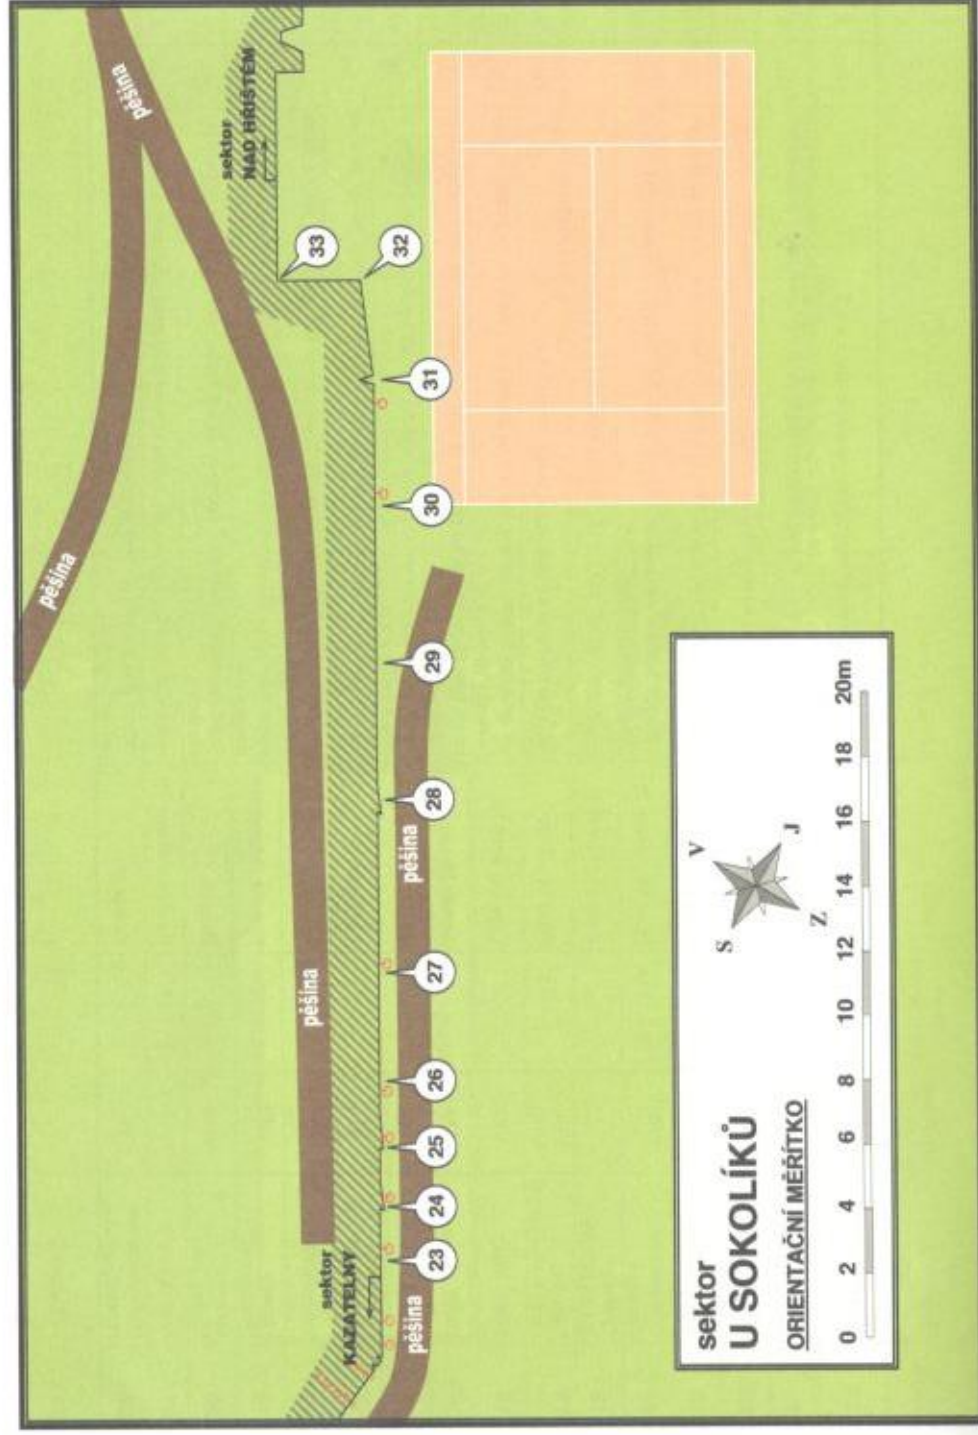 pěšina
pěšina
pěšina
pěšina
pěšina
sektor
KAZATELNY
sektor
NAD HŘIŠTĚM
23
24
25
26
27
28
29
30
31
32
33
sektor
U SOKOLÍKŮ
ORIENTAČNÍ MĚŘÍTKO
S
V
Z
J
0 2 4 6 8 10 12 14 16 18 20m